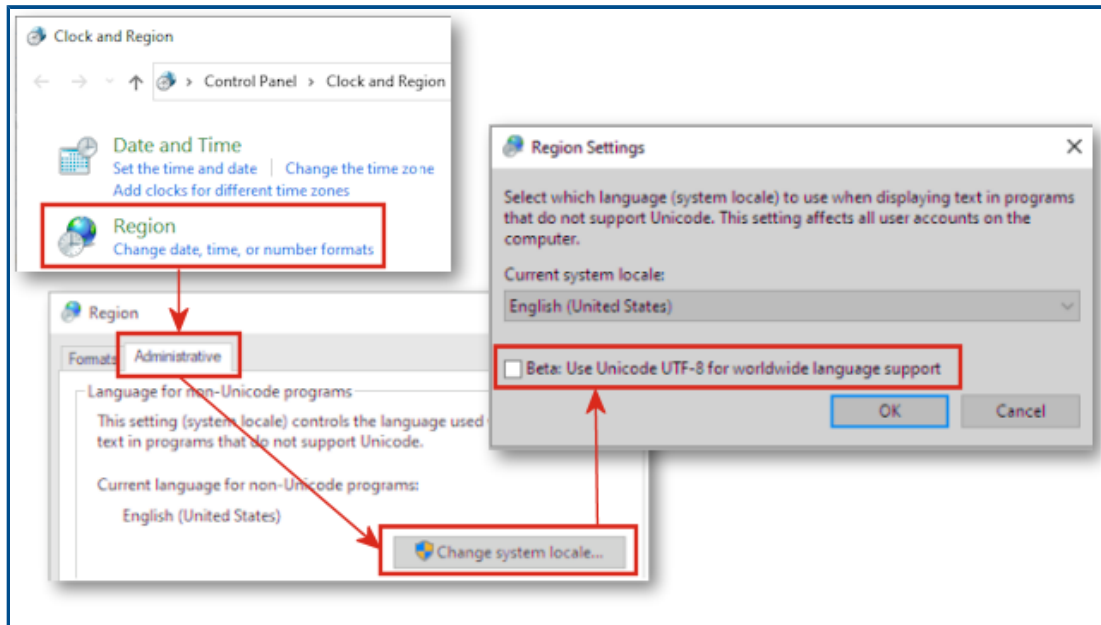 Clock and Region
Control Panel > Clock and Region
Date and Time
Set the time and date | Change the time zone
Add clocks for different time zones
Region
Change date, time, or number formats
Region
Formats Administrative
Language for non-Unicode programs
This setting (system locale) controls the language used
text in programs that do not support Unicode.
Current language for non-Unicode programs:
English (United States)
Change system locale...
Region Settings
Select which language (system locale) to use when displaying text in programs
that do not support Unicode. This setting affects all user accounts on the
computer.
Current system locale:
English (United States)
Beta: Use Unicode UTF-8 for worldwide language support
OK Cancel